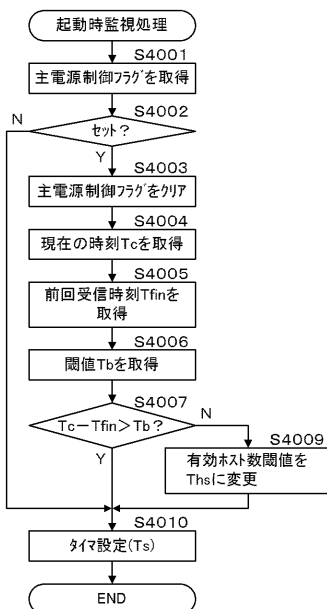 起動時監視処理
S4001
主電源制御フラグを取得
S4002
N
セット？
Y
S4003
主電源制御フラグをクリア
S4004
現在の時刻Tcを取得
S4005
前回受信時刻Tfinを
取得
S4006
閾値Tbを取得
S4007
Tc－Tfin＞Tb？
N
Y
S4009
有効ホスト数閾値を
Thsに変更
S4010
タイマ設定(Ts)
END